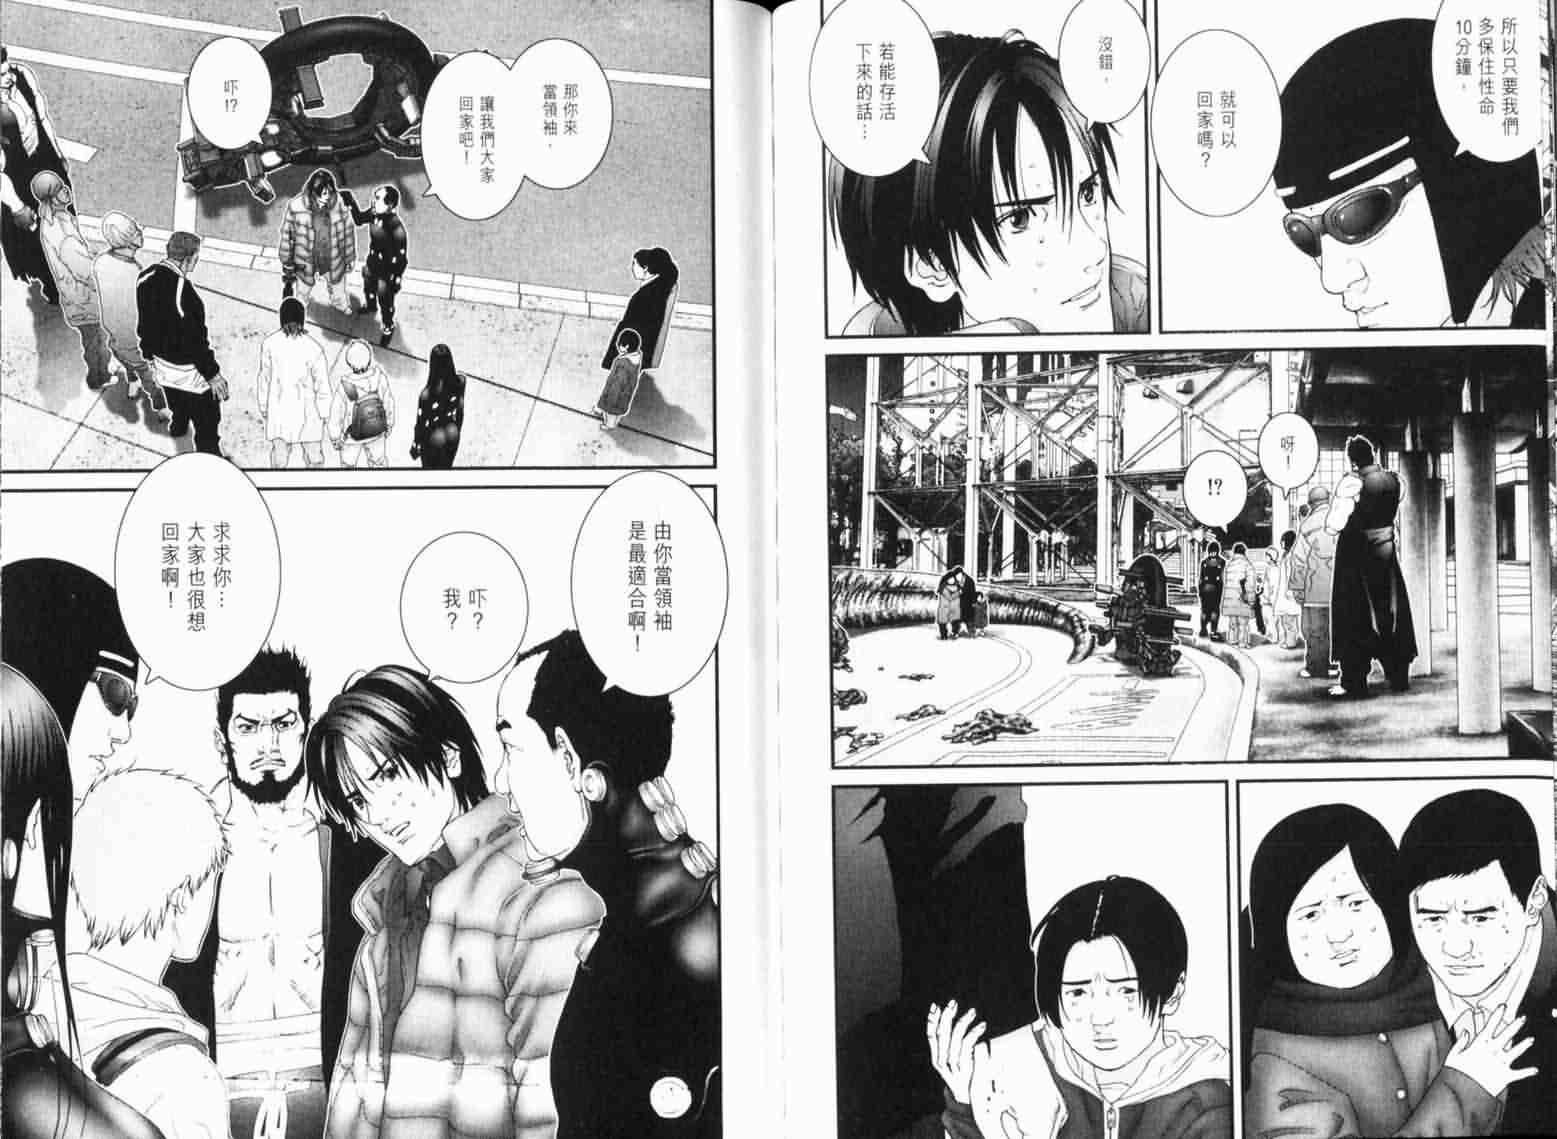 所以只要我們
多保住性命
10分鐘，
就可以
回家嗎？
沒錯，
若能存活
下來的話…
呀！
!?
那你來
當領袖，
讓我們大家
回家吧！
吓!?
由你當領袖
是最適合啊！
吓？
我？
求求你…
大家也很想
回家啊！